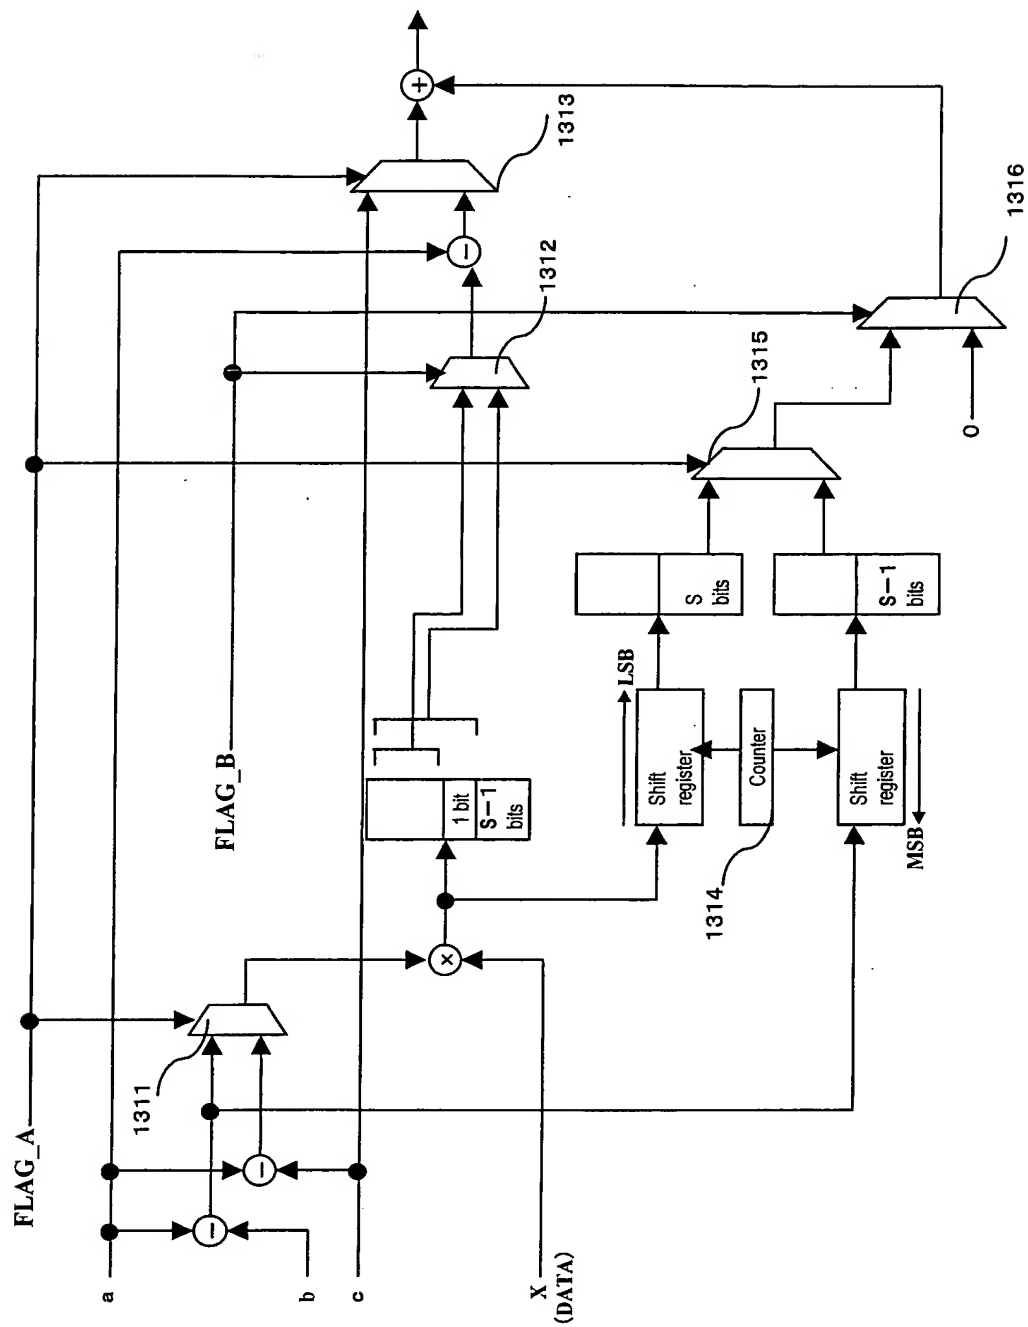 FLAG_A
a
b
c
X
(DATA)
1311
−
−
×
FLAG_B
1 bit
S−1
bits
1312
−
1313
+
1314
Shift
register
LSB
Counter
Shift
register
MSB
S
bits
S−1
bits
1315
0
1316